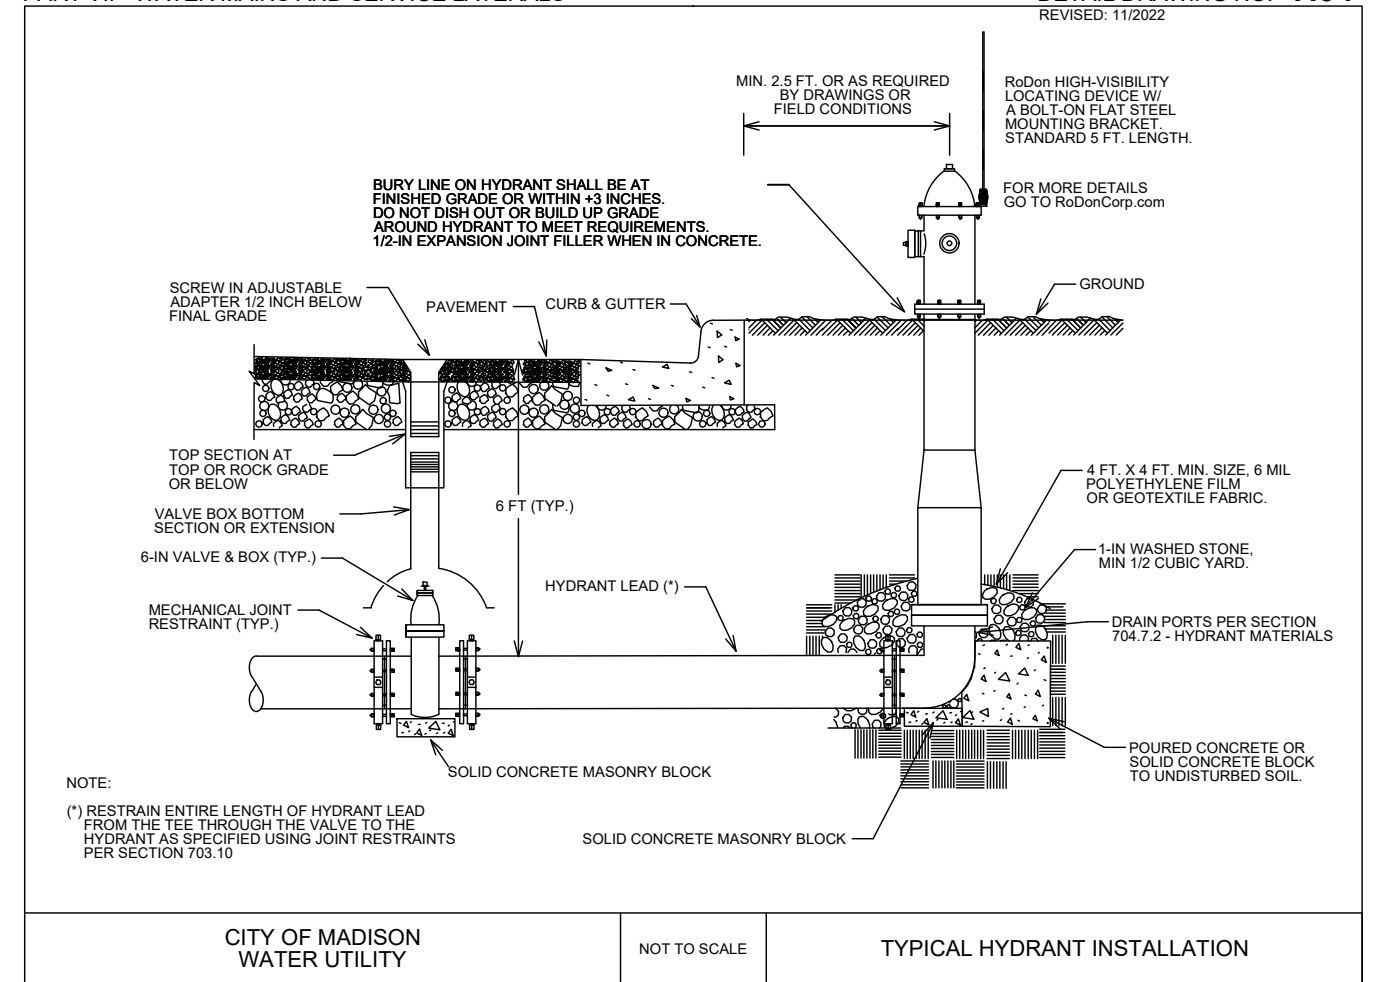 REVISED: 11/2022
MIN. 2.5 FT. OR AS REQUIRED
BY DRAWINGS OR
FIELD CONDITIONS
RoDon HIGH-VISIBILITY
LOCATING DEVICE W/
A BOLT-ON FLAT STEEL
MOUNTING BRACKET.
STANDARD 5 FT. LENGTH.
FOR MORE DETAILS
GO TO RoDonCorp.com
BURY LINE ON HYDRANT SHALL BE AT
FINISHED GRADE OR WITHIN +3 INCHES.
DO NOT DISH OUT OR BUILD UP GRADE
AROUND HYDRANT TO MEET REQUIREMENTS.
1/2-IN EXPANSION JOINT FILLER WHEN IN CONCRETE.
SCREW IN ADJUSTABLE
ADAPTER 1/2 INCH BELOW
FINAL GRADE
PAVEMENT
CURB & GUTTER
GROUND
TOP SECTION AT
TOP OR ROCK GRADE
OR BELOW
VALVE BOX BOTTOM
SECTION OR EXTENSION
6-IN VALVE & BOX (TYP.)
MECHANICAL JOINT
RESTRAINT (TYP.)
6 FT (TYP.)
HYDRANT LEAD (*)
4 FT. X 4 FT. MIN. SIZE, 6 MIL
POLYETHYLENE FILM
OR GEOTEXTILE FABRIC.
1-IN WASHED STONE,
MIN 1/2 CUBIC YARD.
DRAIN PORTS PER SECTION
704.7.2 - HYDRANT MATERIALS
POURED CONCRETE OR
SOLID CONCRETE BLOCK
TO UNDISTURBED SOIL.
SOLID CONCRETE MASONRY BLOCK
SOLID CONCRETE MASONRY BLOCK
NOTE:
(*) RESTRAIN ENTIRE LENGTH OF HYDRANT LEAD
FROM THE TEE THROUGH THE VALVE TO THE
HYDRANT AS SPECIFIED USING JOINT RESTRAINTS
PER SECTION 703.10
CITY OF MADISON
WATER UTILITY
NOT TO SCALE
TYPICAL HYDRANT INSTALLATION